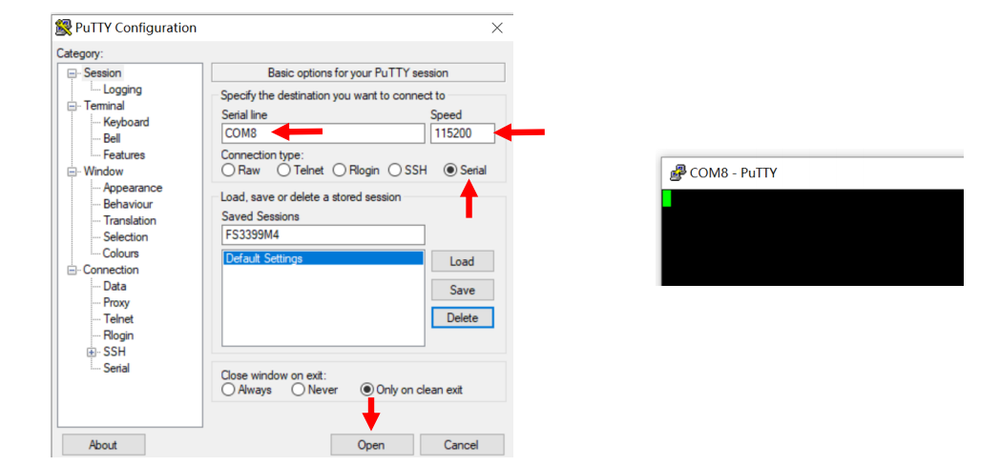 PuTTY Configuration
Category:
Session
Logging
Terminal
Keyboard
Bell
Features
Window
Appearance
Behaviour
Translation
Selection
Colours
Connection
Data
Proxy
Telnet
Rlogin
SSH
Serial
Basic options for your PuTTY session
Specify the destination you want to connect to
Serial line Speed
COM8 115200
Connection type:
Raw Telnet Rlogin SSH Serial
Load, save or delete a stored session
Saved Sessions
FS3399M4
Default Settings
Load
Save
Delete
Close window on exit:
Always Never Only on clean exit
About Open Cancel
COM8 - PuTTY